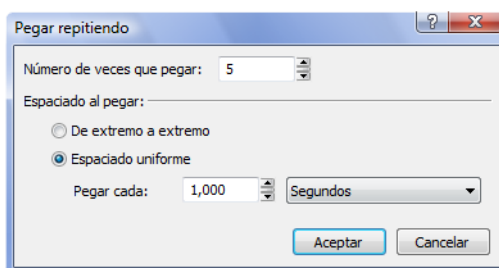 Pegar repitiendo
Número de veces que pegar: 5
Espaciado al pegar:
De extremo a extremo
Espaciado uniforme
Pegar cada: 1,000 Segundos
Aceptar Cancelar